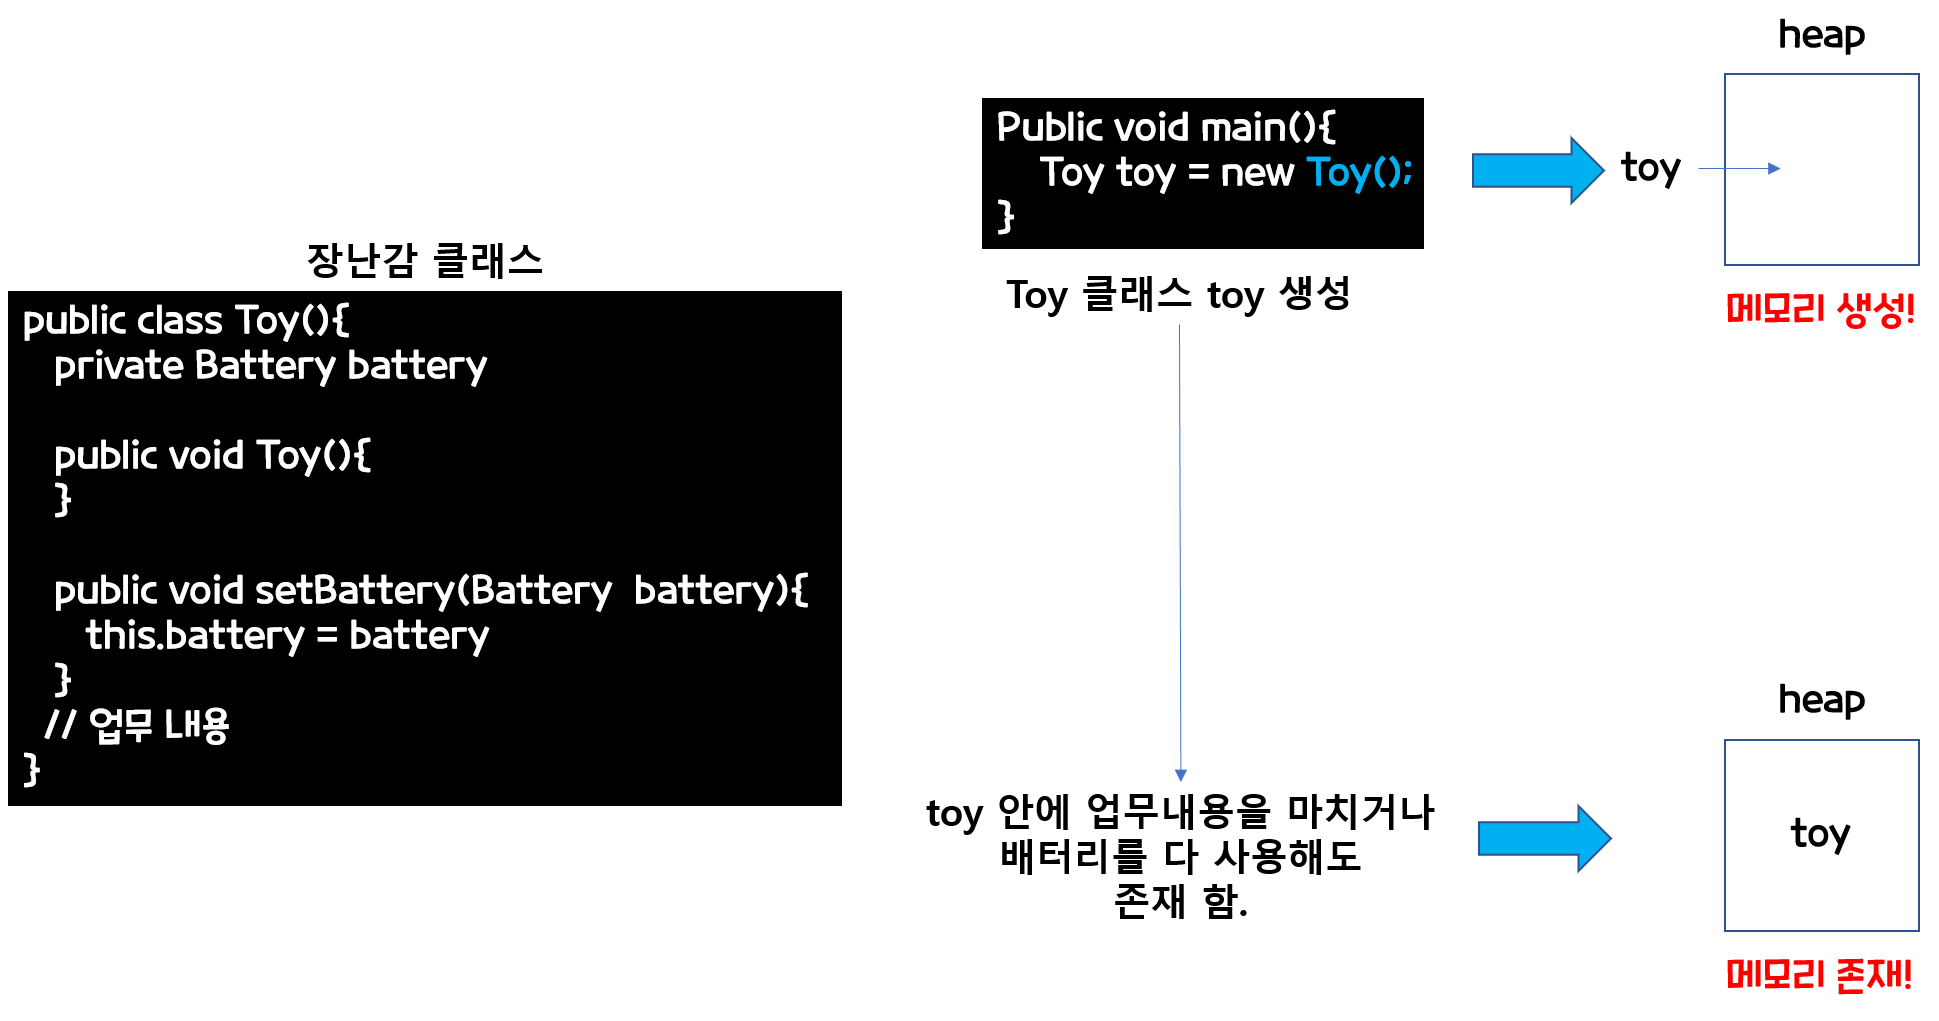 장난감 클래스
public class Toy(){
private Battery battery
public void Toy(){
}
public void setBattery(Battery  battery){
this.battery = battery
}
// 업무 내용
}
Public void main(){
Toy toy = new Toy();
}
Toy 클래스 toy 생성
toy
heap
메모리 생성!
toy 안에 업무내용을 마치거나
배터리를 다 사용해도
존재 함.
heap
toy
메모리 존재!